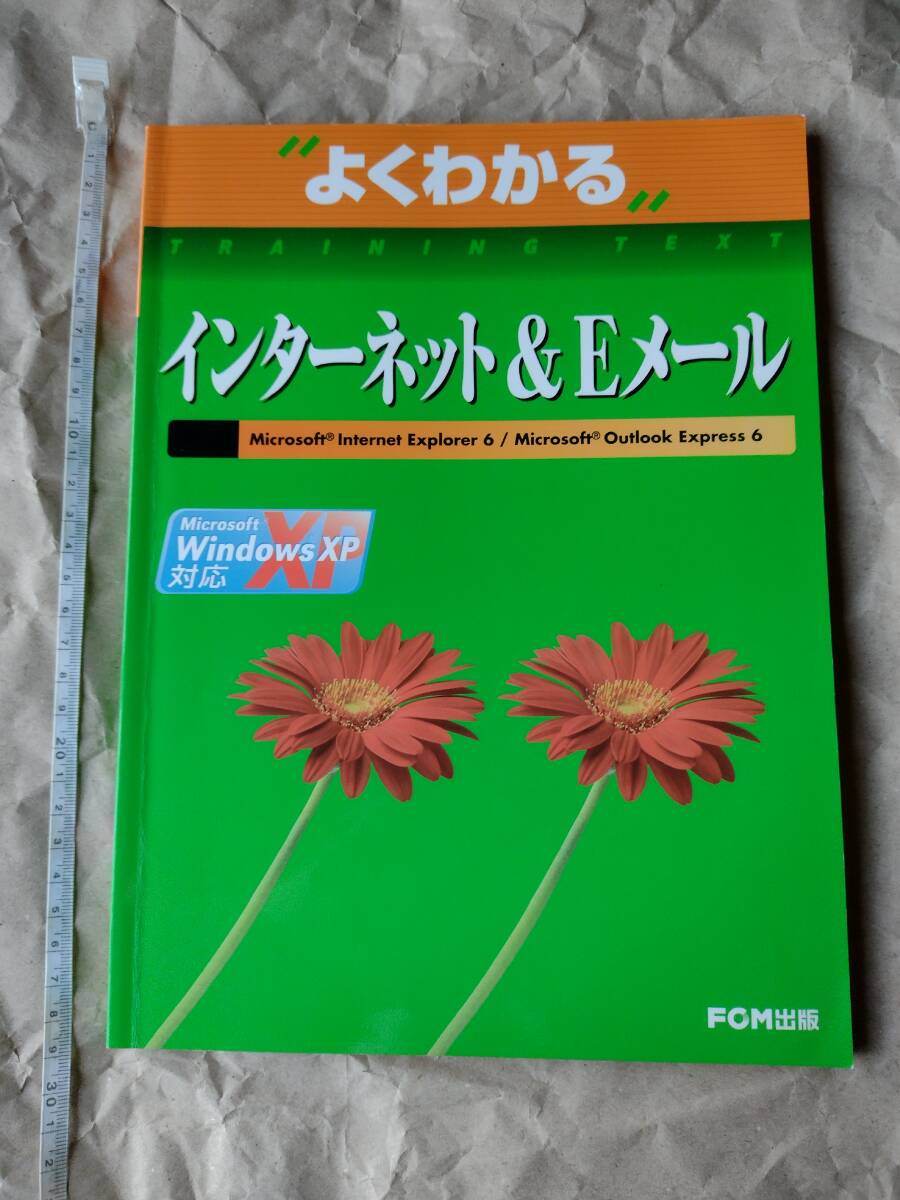 "よくわかる"
TRAINING TEXT
インターネット&Eメール
Microsoft® Internet Explorer 6 / Microsoft® Outlook Express 6
Microsoft
Windows XP
XP
対応
FOM出版